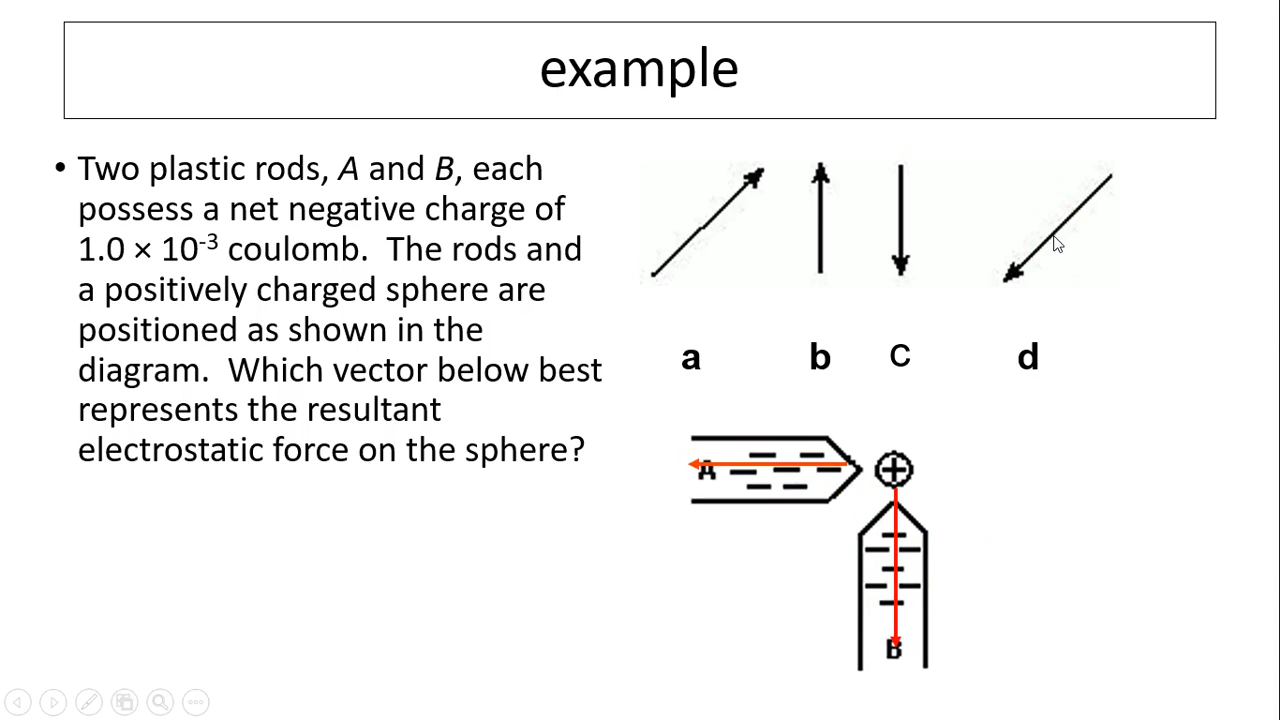 example
• Two plastic rods, A and B, each
possess a net negative charge of
1.0 × 10⁻³ coulomb.  The rods and
a positively charged sphere are
positioned as shown in the
diagram.  Which vector below best
represents the resultant
electrostatic force on the sphere?
a b c d
A +
B